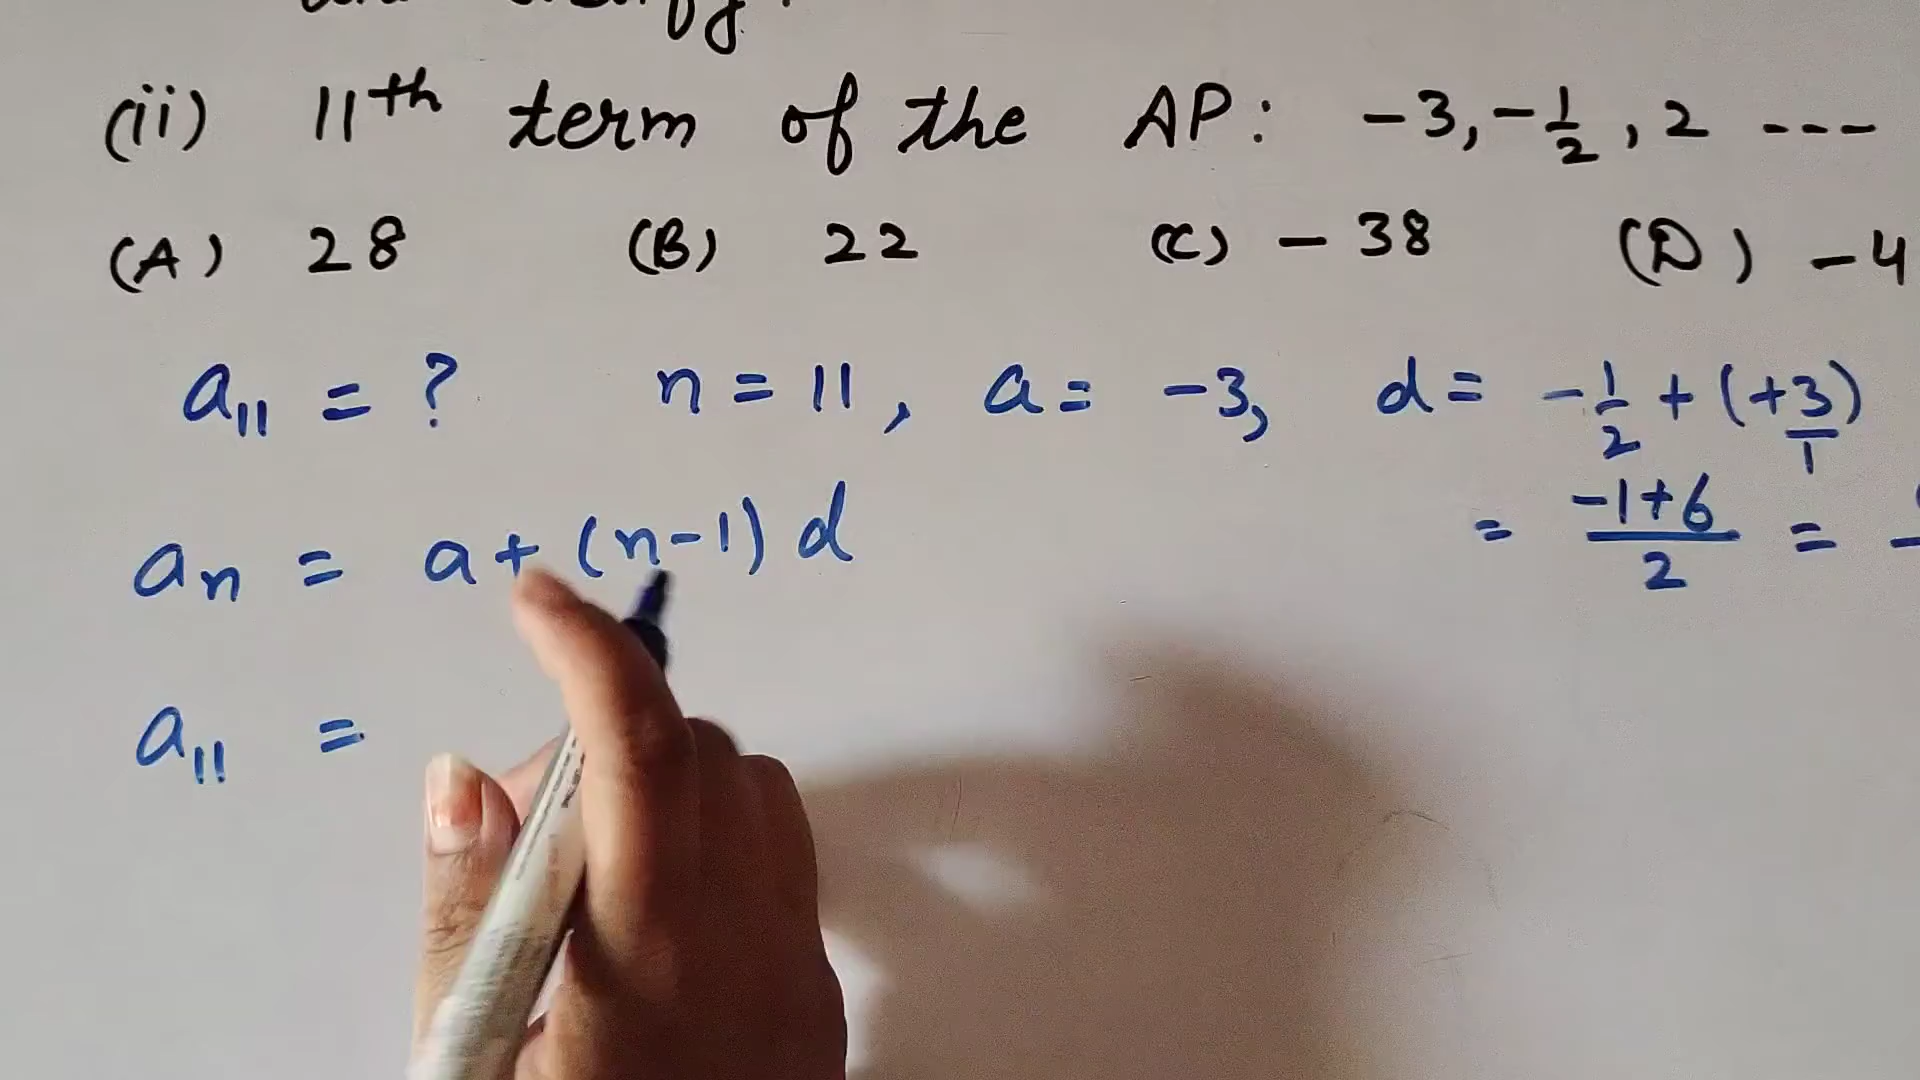 (ii) 11th term of the AP: -3, -1/2, 2 ---
(A) 28 (B) 22 (C) - 38 (D) -4
a₁₁ = ? n = 11, a = -3, d = -1/2 + (+3/1)
= -1+6/2 =
aₙ = a + (n-1) d
a₁₁ =